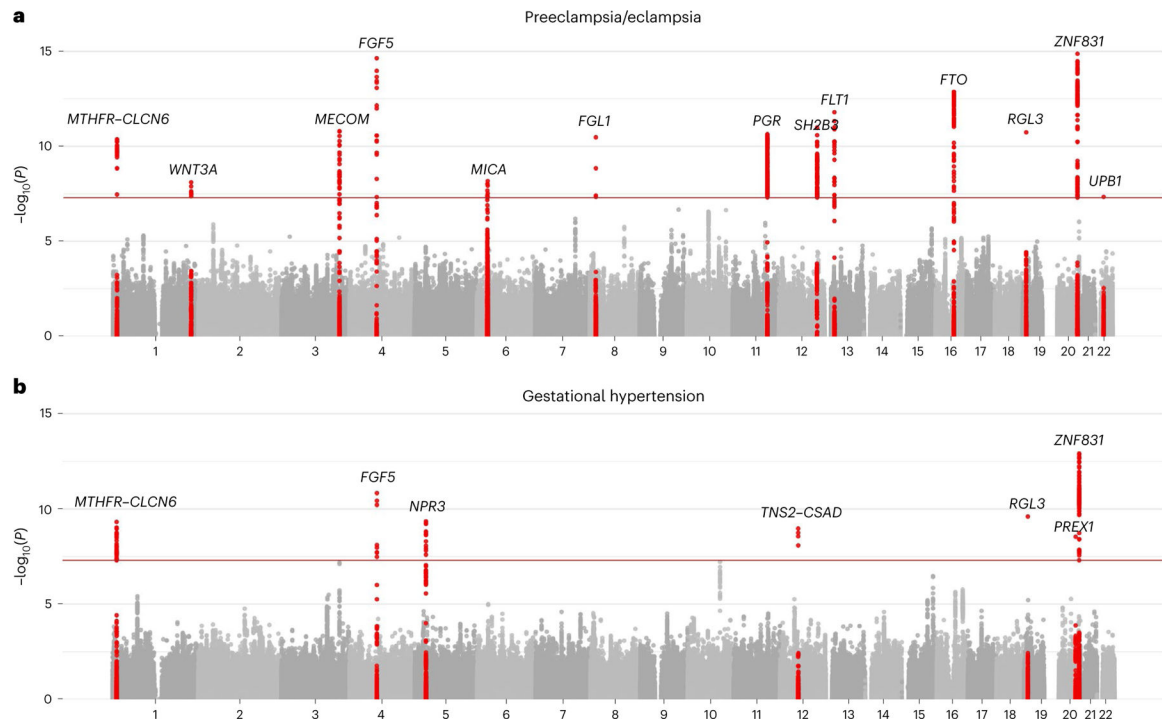 a
Preeclampsia/eclampsia
–log10(P)
15
10
5
0
MTHFR–CLCN6
WNT3A
MECOM
FGF5
MICA
FGL1
PGR
SH2B3
FLT1
FTO
RGL3
ZNF831
UPB1
1 2 3 4 5 6 7 8 9 10 11 12 13 14 15 16 17 18 19 20 21 22
b
Gestational hypertension
–log10(P)
15
10
5
0
MTHFR–CLCN6
FGF5
NPR3
TNS2–CSAD
RGL3
PREX1
ZNF831
1 2 3 4 5 6 7 8 9 10 11 12 13 14 15 16 17 18 19 20 21 22